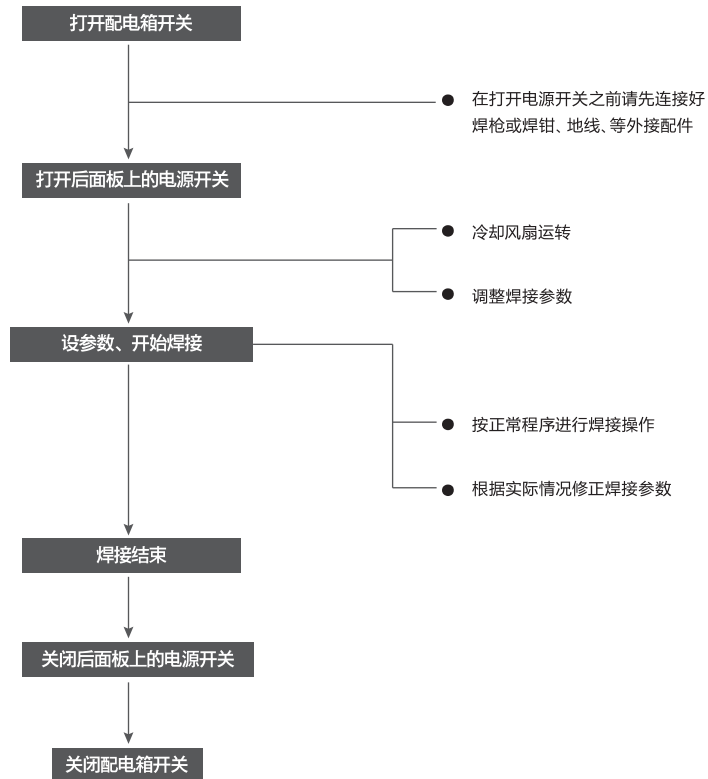 打开配电箱开关
在打开电源开关之前请先连接好
焊枪或焊钳、地线、等外接配件
打开后面板上的电源开关
冷却风扇运转
调整焊接参数
设参数、开始焊接
按正常程序进行焊接操作
根据实际情况修正焊接参数
焊接结束
关闭后面板上的电源开关
关闭配电箱开关